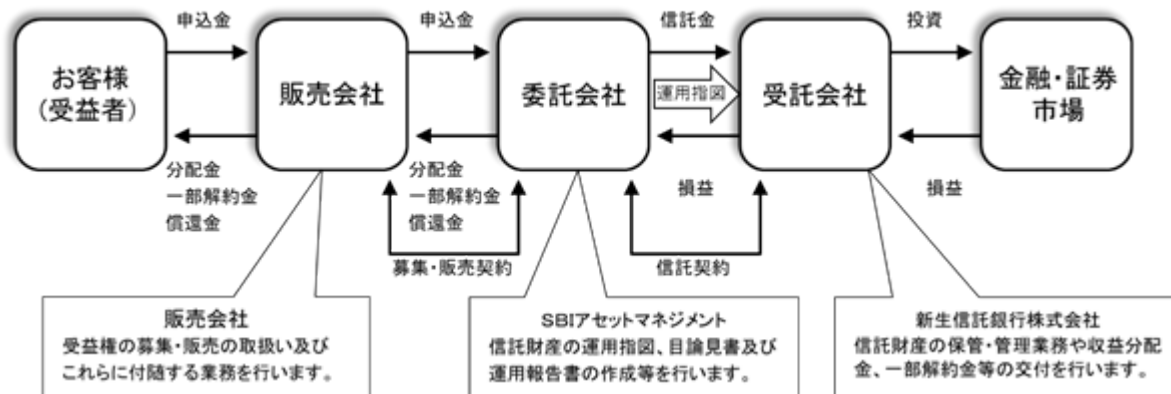 申込金
申込金
信託金
投資
お客様
(受益者)
販売会社
委託会社
運用指図
受託会社
金融・証券
市場
分配金
一部解約金
償還金
分配金
一部解約金
償還金
損益
損益
募集・販売契約
信託契約
販売会社
受益権の募集・販売の取扱い及び
これらに付随する業務を行います。
SBIアセットマネジメント
信託財産の運用指図、目論見書及び
運用報告書の作成等を行います。
新生信託銀行株式会社
信託財産の保管・管理業務や収益分配
金、一部解約金等の交付を行います。